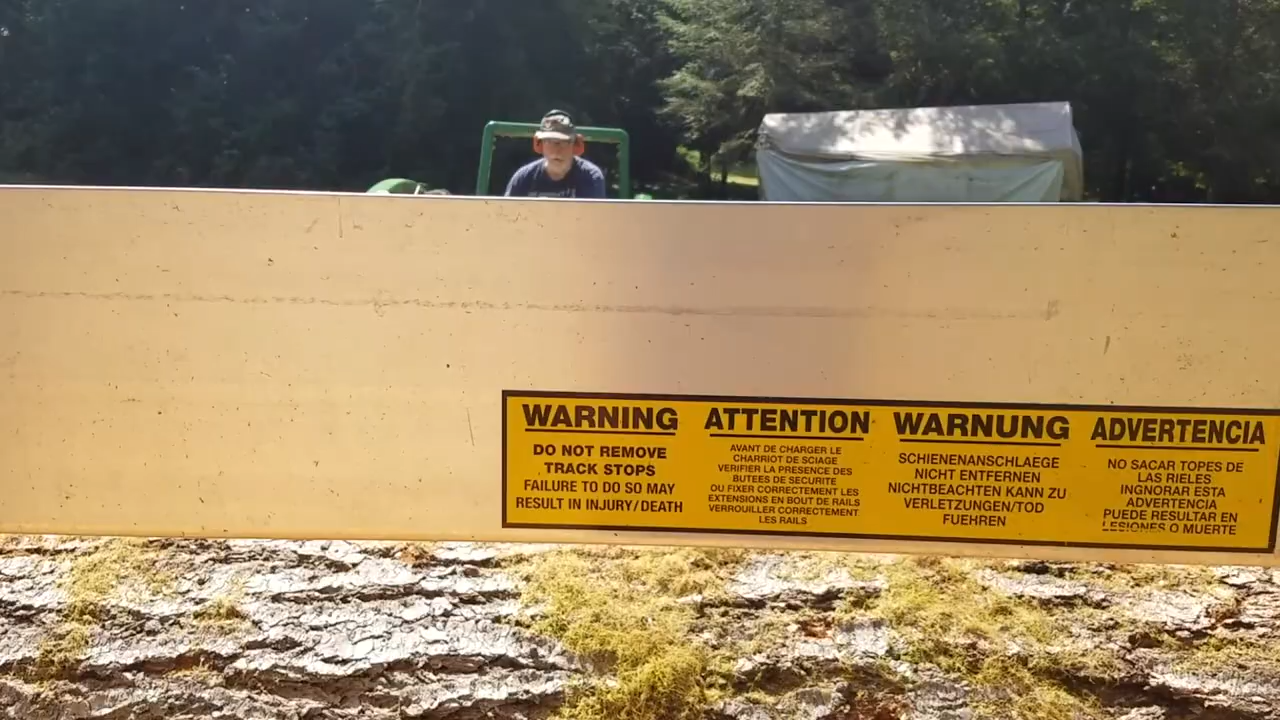 WARNING
DO NOT REMOVE
TRACK STOPS
FAILURE TO DO SO MAY
RESULT IN INJURY/DEATH
ATTENTION
AVANT DE CHARGER LE
CHARRIOT DE SCIAGE
VERIFIER LA PRESENCE DES
BUTEES DE SECURITE
OU FIXER CORRECTEMENT LES
EXTENSIONS EN BOUT DE RAILS
VERROUILLER CORRECTEMENT
LES RAILS
WARNUNG
SCHIENENANSCHLAEGE
NICHT ENTFERNEN
NICHTBEACHTEN KANN ZU
VERLETZUNGEN/TOD
FUEHREN
ADVERTENCIA
NO SACAR TOPES DE
LAS RIELES
INGNORAR ESTA
ADVERTENCIA
PUEDE RESULTAR EN
LESIONES O MUERTE